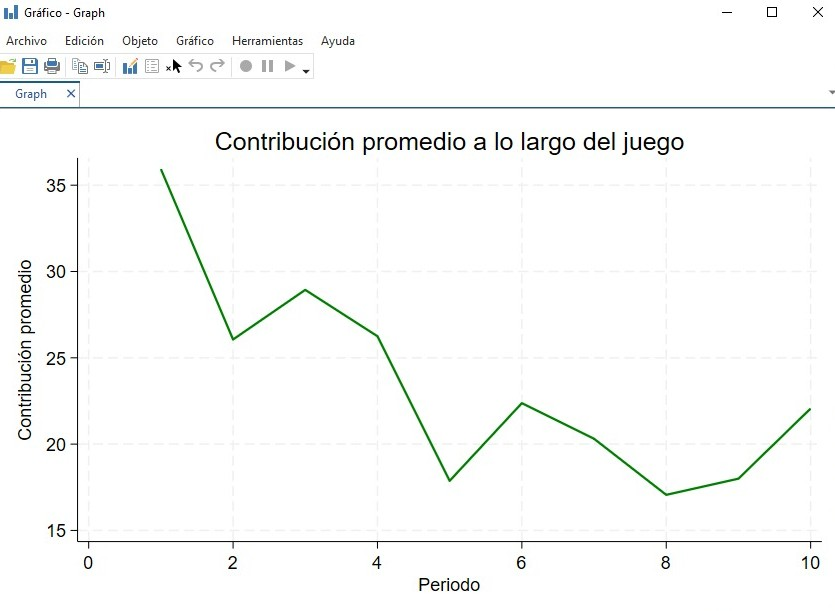 Gráfico - Graph
Archivo Edición Objeto Gráfico Herramientas Ayuda
Graph
Contribución promedio a lo largo del juego
Contribución promedio
35
30
25
20
15
0 2 4 6 8 10
Periodo